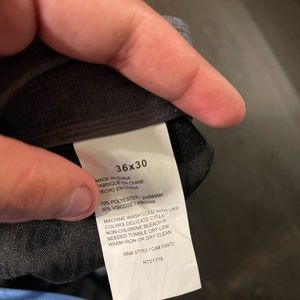 36x30
MADE IN CHINA
FABRIQUÉ EN CHINE
HECHO EN CHINA
70% POLYESTER / poliéster
30% VISCOSE / viscosa
MACHINE WASH COLD WITH LIKE
COLORS DELICATE CYCLE
NON-CHLORINE BLEACH IF
NEEDED TUMBLE DRY LOW
WARM IRON OR DRY CLEAN
RN# 37763 / CA# 16972
RT21778